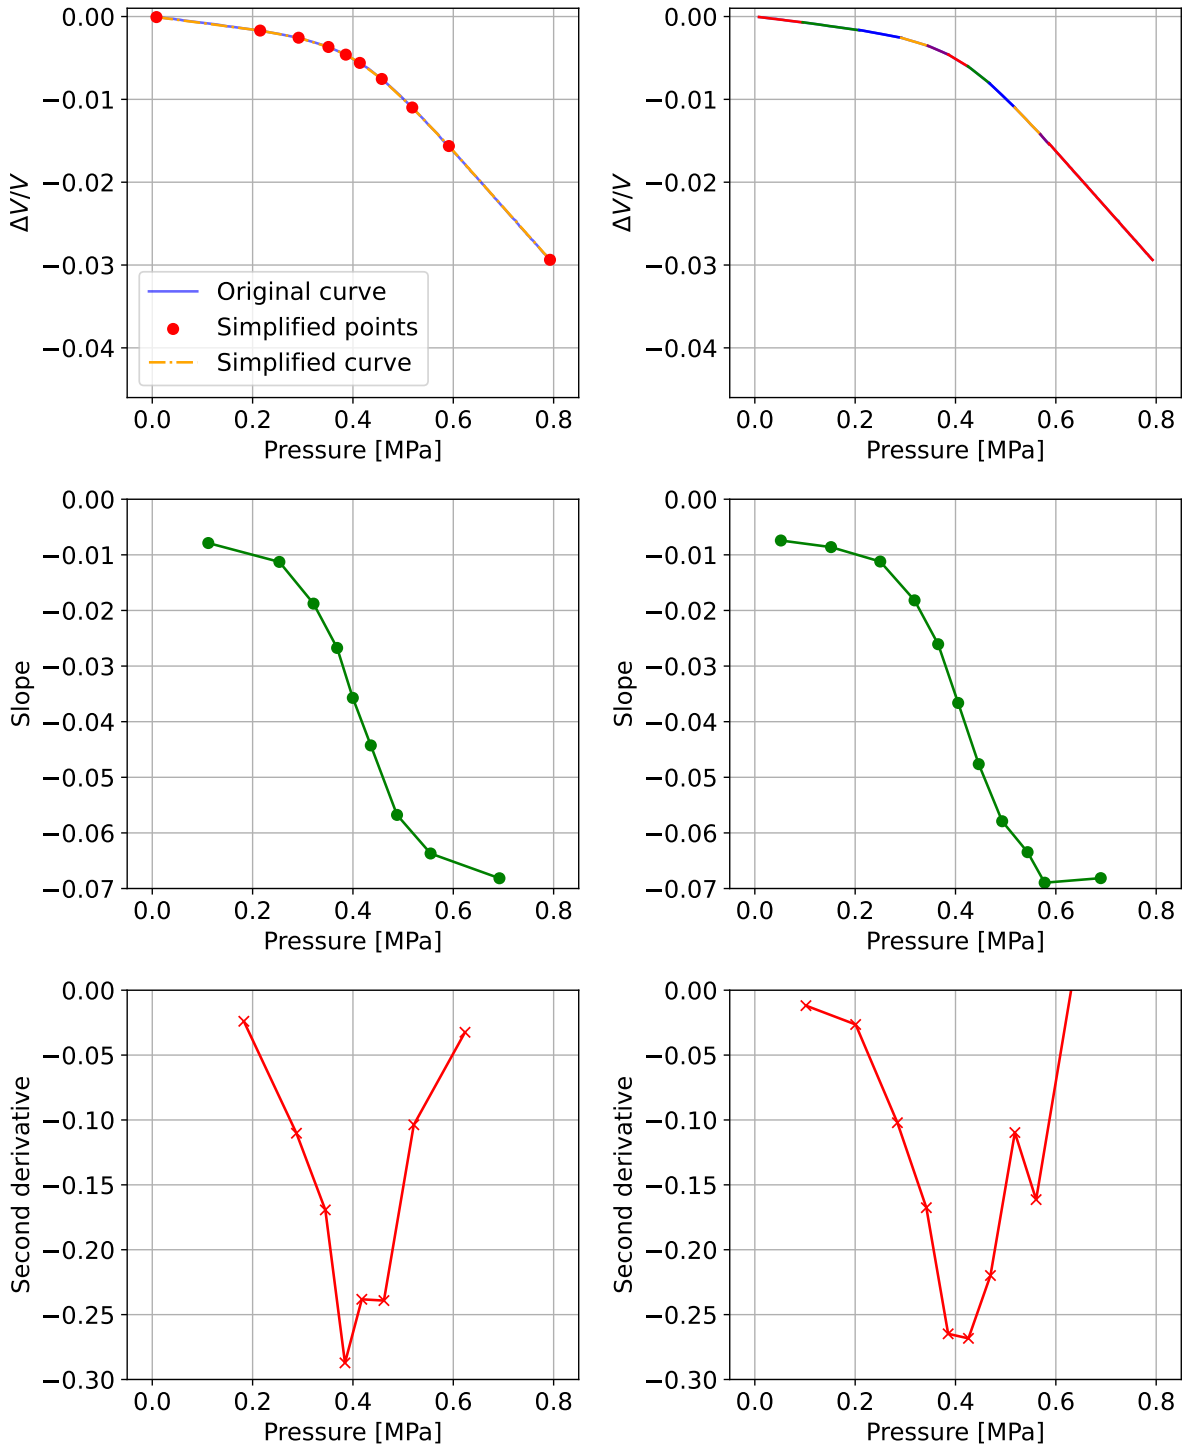 0.00
−0.01
−0.02
−0.03
−0.04
ΔV/V
Original curve
Simplified points
Simplified curve
0.0 0.2 0.4 0.6 0.8
Pressure [MPa]
0.00
−0.01
−0.02
−0.03
−0.04
ΔV/V
0.0 0.2 0.4 0.6 0.8
Pressure [MPa]
0.00
−0.01
−0.02
−0.03
−0.04
−0.05
−0.06
−0.07
Slope
0.0 0.2 0.4 0.6 0.8
Pressure [MPa]
0.00
−0.01
−0.02
−0.03
−0.04
−0.05
−0.06
−0.07
Slope
0.0 0.2 0.4 0.6 0.8
Pressure [MPa]
0.00
−0.05
−0.10
−0.15
−0.20
−0.25
−0.30
Second derivative
0.0 0.2 0.4 0.6 0.8
Pressure [MPa]
0.00
−0.05
−0.10
−0.15
−0.20
−0.25
−0.30
Second derivative
0.0 0.2 0.4 0.6 0.8
Pressure [MPa]